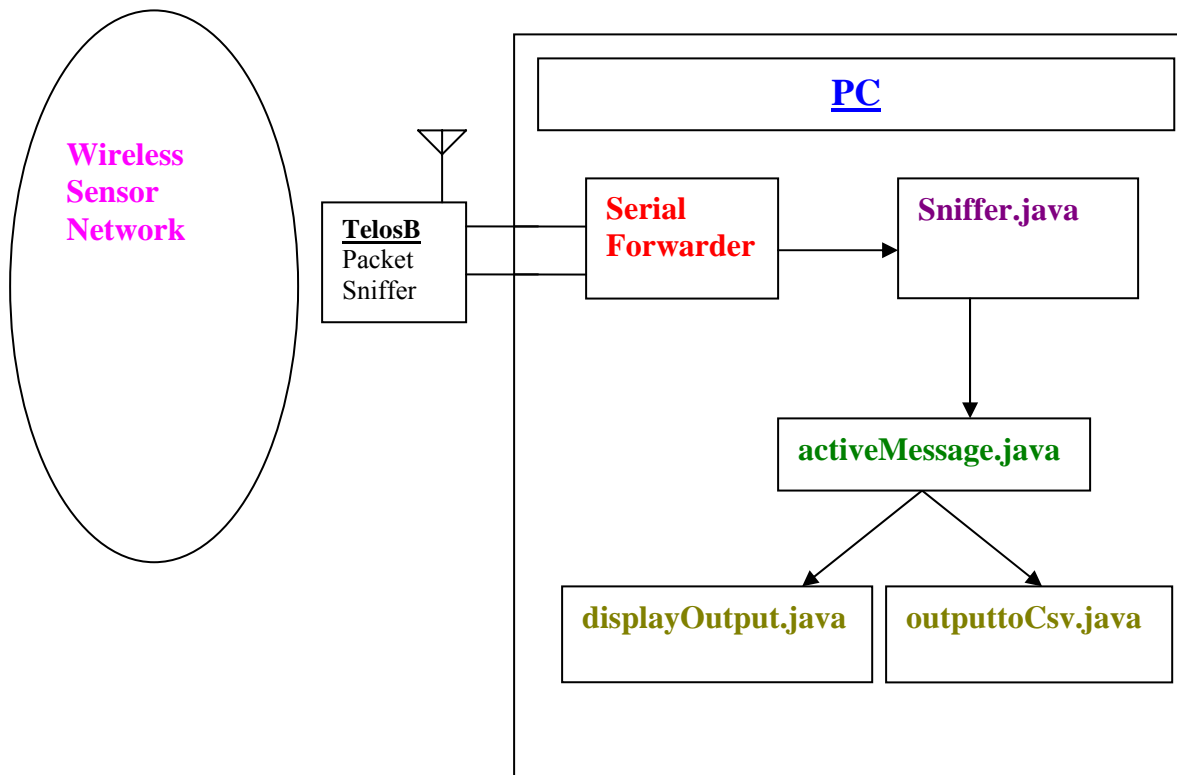 PC
Wireless
Sensor
Network
TelosB
Packet
Sniffer
Serial
Forwarder
Sniffer.java
activeMessage.java
displayOutput.java
outputtoCsv.java